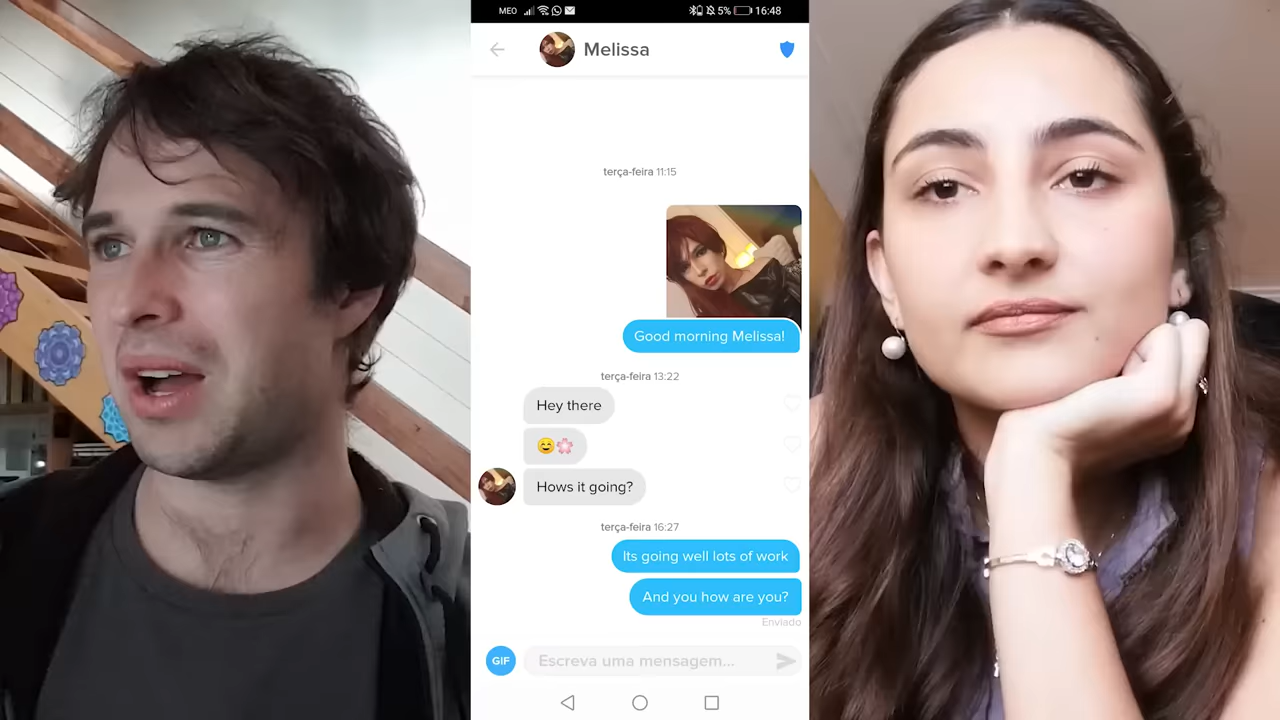 MEO 5% 16:48
Melissa
terça-feira 11:15
Good morning Melissa!
terça-feira 13:22
Hey there
Hows it going?
terça-feira 16:27
Its going well lots of work
And you how are you?
Enviado
GIF Escreva uma mensagem...